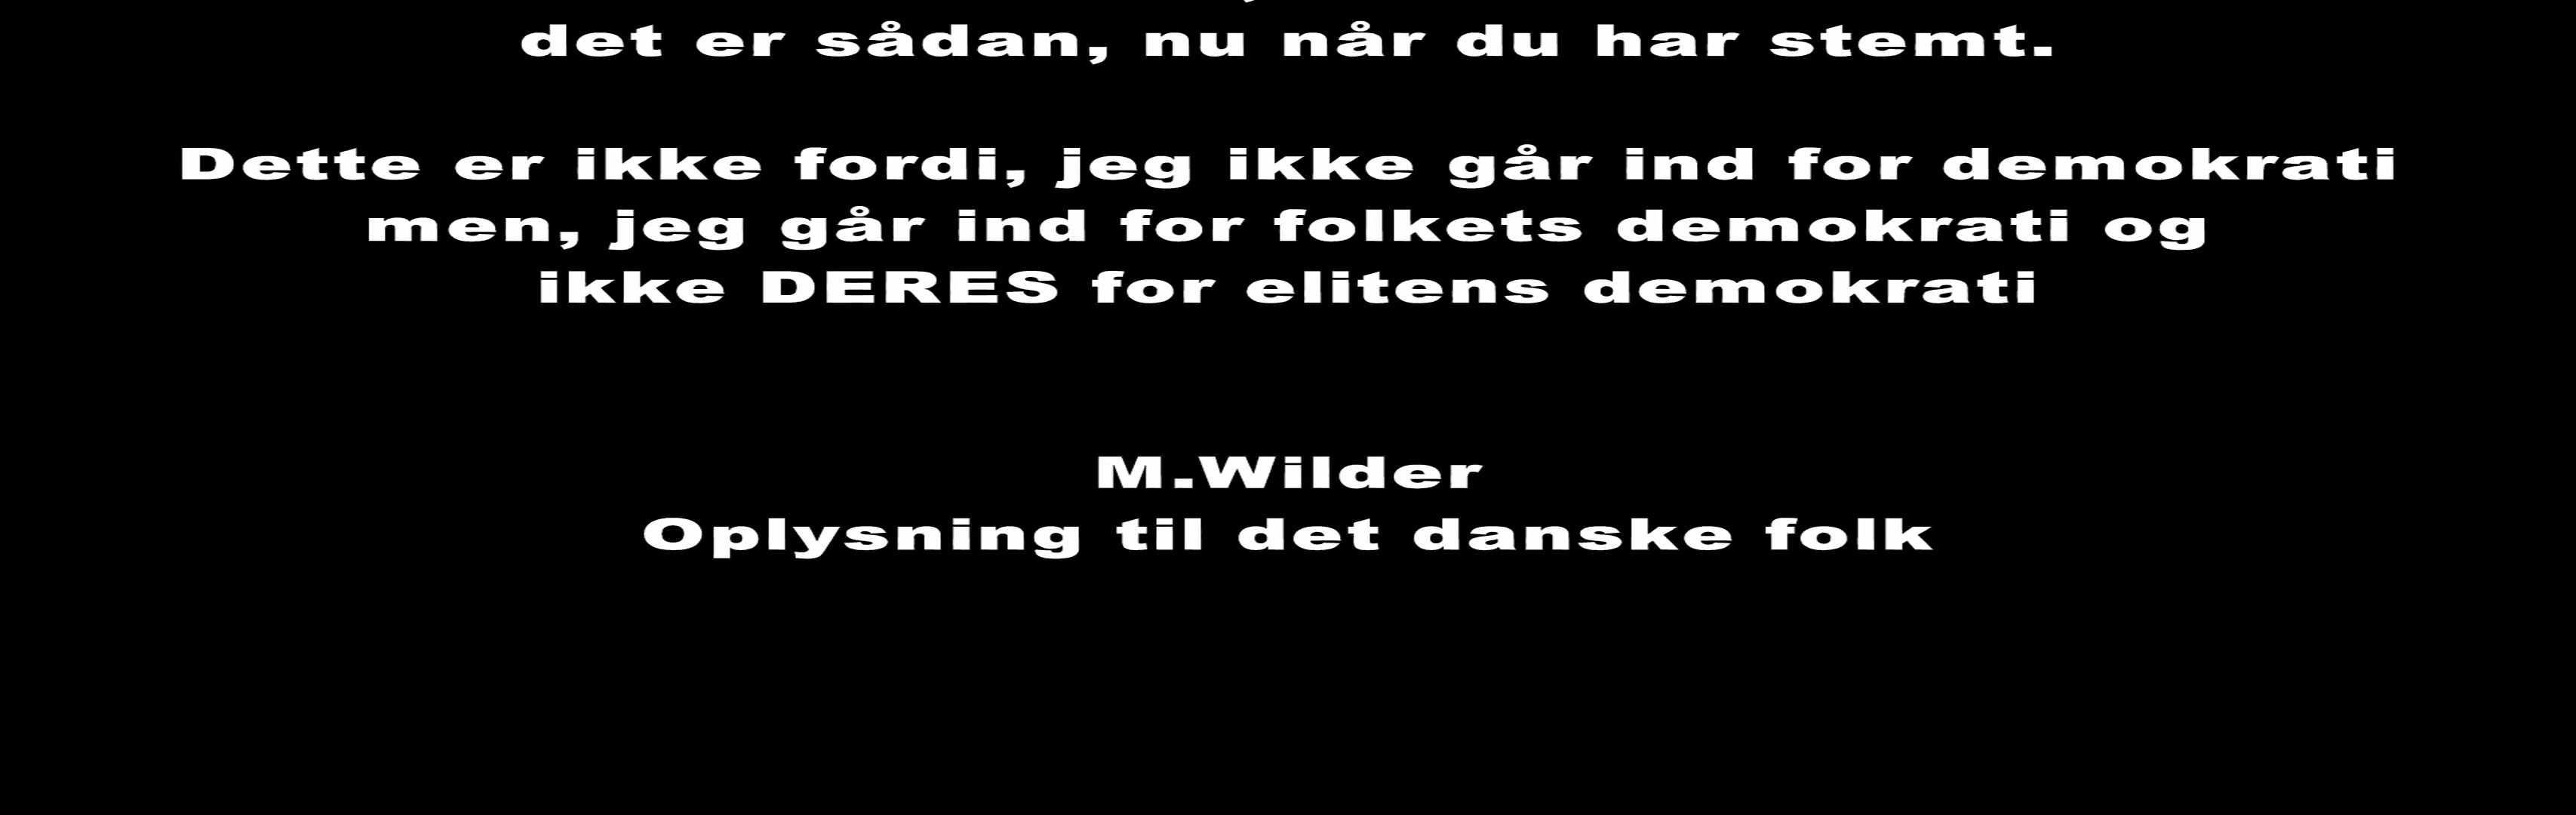 det er sådan, nu når du har stemt.
Dette er ikke fordi, jeg ikke går ind for demokrati
men, jeg går ind for folkets demokrati og
ikke DERES for elitens demokrati
M.Wilder
Oplysning til det danske folk